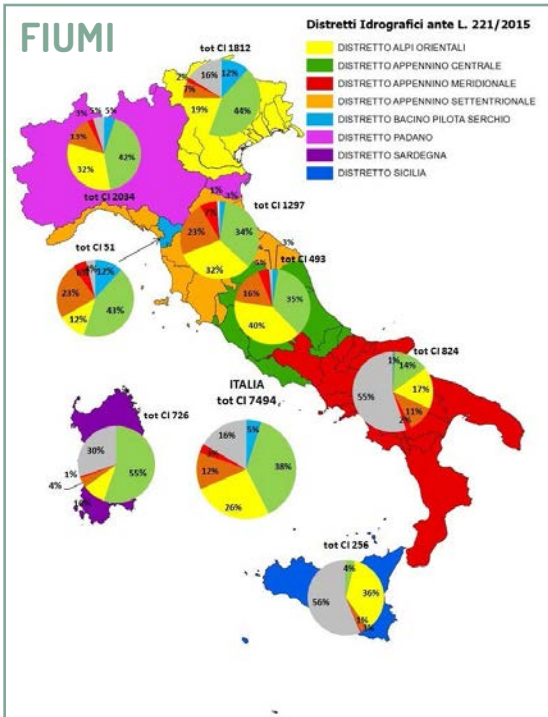 FIUMI
Distretti Idrografici ante L. 221/2015
DISTRETTO ALPI ORIENTALI
DISTRETTO APPENNINO CENTRALE
DISTRETTO APPENNINO MERIDIONALE
DISTRETTO APPENNINO SETTENTRIONALE
DISTRETTO BACINO PILOTA SERCHIO
DISTRETTO PADANO
DISTRETTO SARDEGNA
DISTRETTO SICILIA
tot CI 1812
2%
16%
12%
7%
44%
19%
3%
5%
5%
13%
42%
32%
tot CI 2034
1%
3%
tot CI 1297
7%
34%
23%
32%
tot CI 51
12%
23%
43%
12%
3%
tot CI 493
16%
35%
40%
tot CI 824
1%
14%
55%
17%
11%
2%
ITALIA
tot CI 7494
16%
5%
38%
12%
26%
tot CI 726
30%
1%
55%
4%
tot CI 256
4%
36%
56%